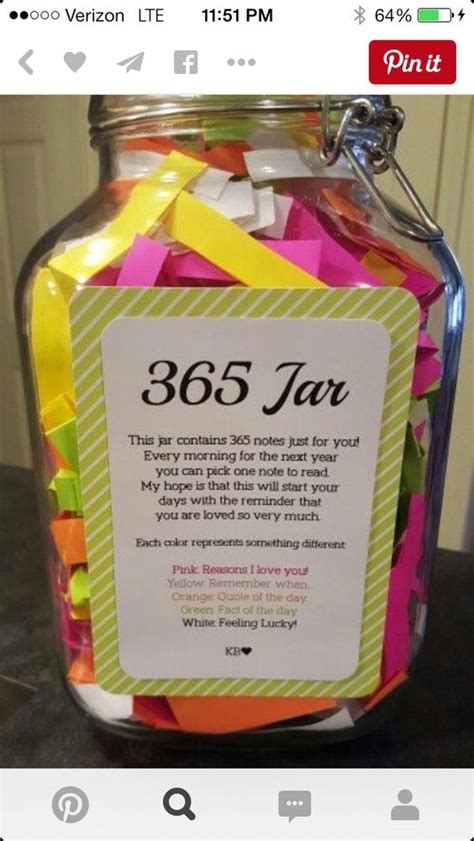 Verizon LTE 11:51 PM 64%
Pin it
365 Jar
This jar contains 365 notes just for you!
Every morning for the next year
you can pick one note to read.
My hope is that this will start your
days with the reminder that
you are loved so very much.
Each color represents something different
Pink: Reasons I love you!
Yellow: Remember when...
Orange: Quote of the day
Green: Fact of the day
White: Feeling Lucky!
KB♥